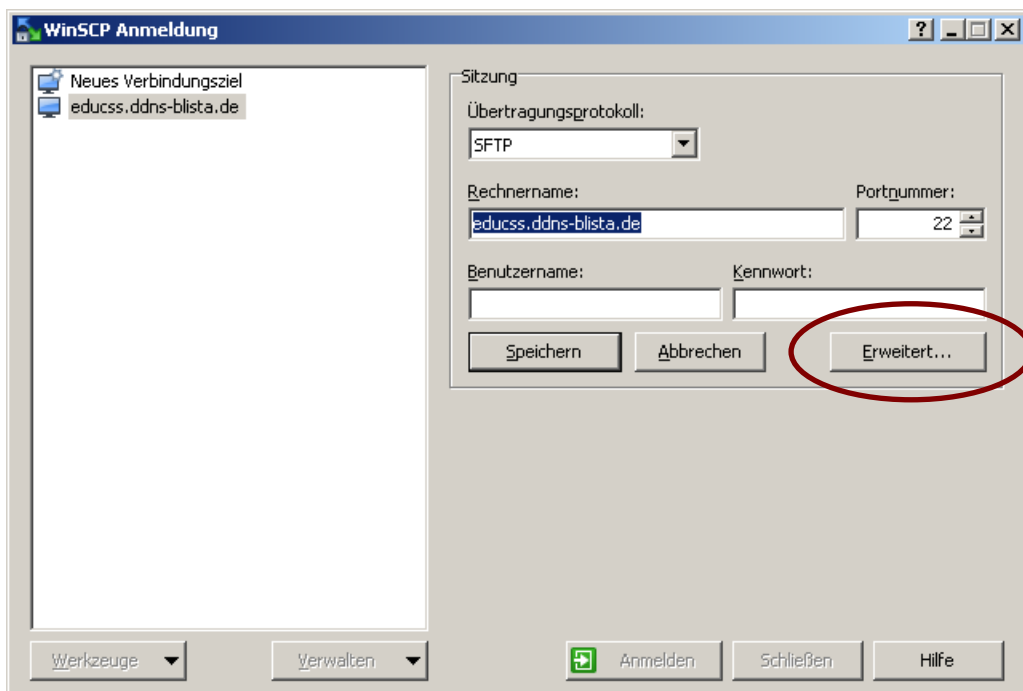 WinSCP Anmeldung
Neues Verbindungsziel
educss.ddns-blista.de
Sitzung
Übertragungsprotokoll:
SFTP
Rechnername:
Portnummer:
educss.ddns-blista.de
22
Benutzername:
Kennwort:
Speichern
Abbrechen
Erweitert...
Werkzeuge
Verwalten
Anmelden
Schließen
Hilfe